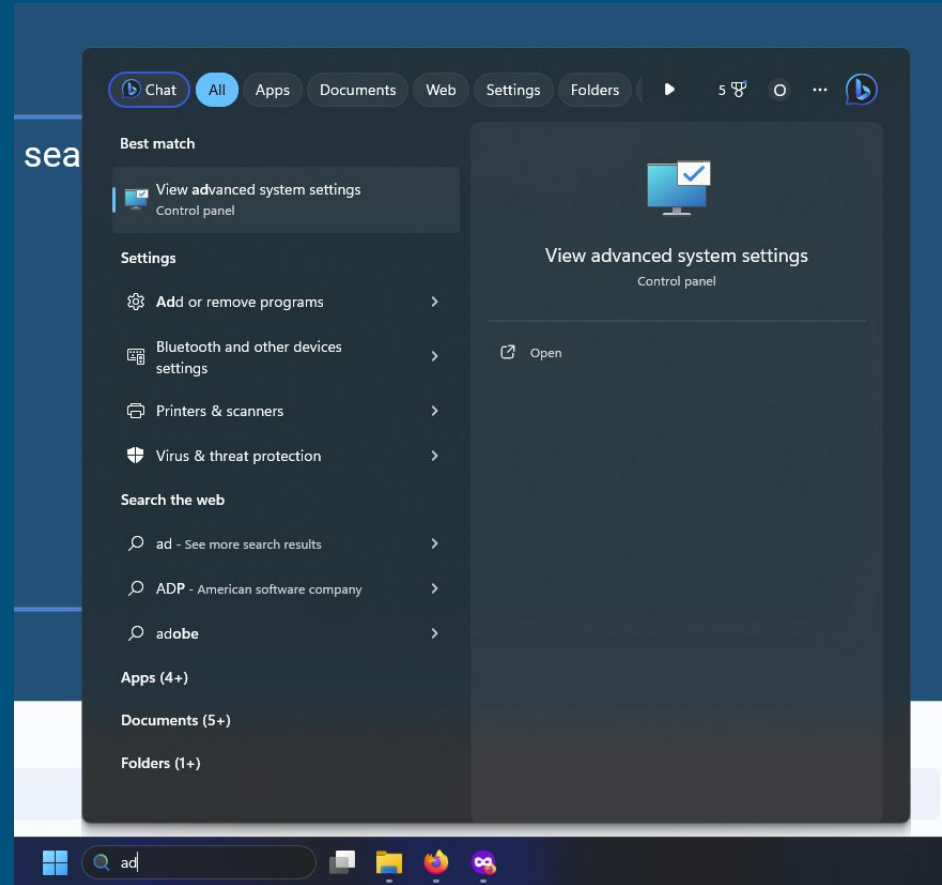 Chat All Apps Documents Web Settings Folders 5 O ...
sea
Best match
View advanced system settings
Control panel
Settings
Add or remove programs
Bluetooth and other devices
settings
Printers & scanners
Virus & threat protection
Search the web
ad - See more search results
ADP - American software company
adobe
Apps (4+)
Documents (5+)
Folders (1+)
View advanced system settings
Control panel
Open
ad